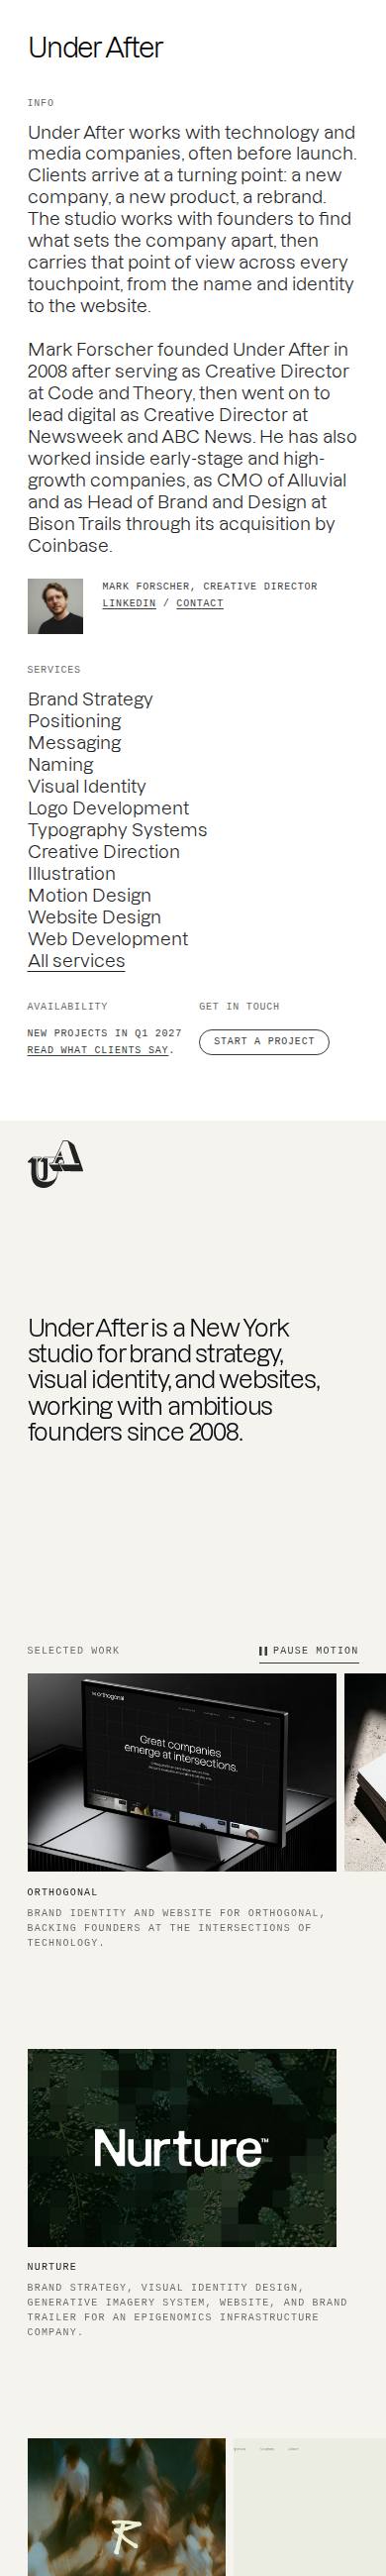 Under After
INFO
Under After works with technology and
media companies, often before launch.
Clients arrive at a turning point: a new
company, a new product, a rebrand.
The studio works with founders to find
what sets the company apart, then
carries that point of view across every
touchpoint, from the name and identity
to the website.
Mark Forscher founded Under After in
2008 after serving as Creative Director
at Code and Theory, then went on to
lead digital as Creative Director at
Newsweek and ABC News. He has also
worked inside early-stage and high-
growth companies, as CMO of Alluvial
and as Head of Brand and Design at
Bison Trails through its acquisition by
Coinbase.
MARK FORSCHER, CREATIVE DIRECTOR
LINKEDIN / CONTACT
SERVICES
Brand Strategy
Positioning
Messaging
Naming
Visual Identity
Logo Development
Typography Systems
Creative Direction
Illustration
Motion Design
Website Design
Web Development
All services
AVAILABILITY
NEW PROJECTS IN Q1 2027
READ WHAT CLIENTS SAY.
GET IN TOUCH
START A PROJECT
UA
Under After is a New York
studio for brand strategy,
visual identity, and websites,
working with ambitious
founders since 2008.
SELECTED WORK
PAUSE MOTION
orthogonal
Great companies
emerge at intersections.
ORTHOGONAL
BRAND IDENTITY AND WEBSITE FOR ORTHOGONAL,
BACKING FOUNDERS AT THE INTERSECTIONS OF
TECHNOLOGY.
Nurture™
NURTURE
BRAND STRATEGY, VISUAL IDENTITY DESIGN,
GENERATIVE IMAGERY SYSTEM, WEBSITE, AND BRAND
TRAILER FOR AN EPIGENOMICS INFRASTRUCTURE
COMPANY.
R